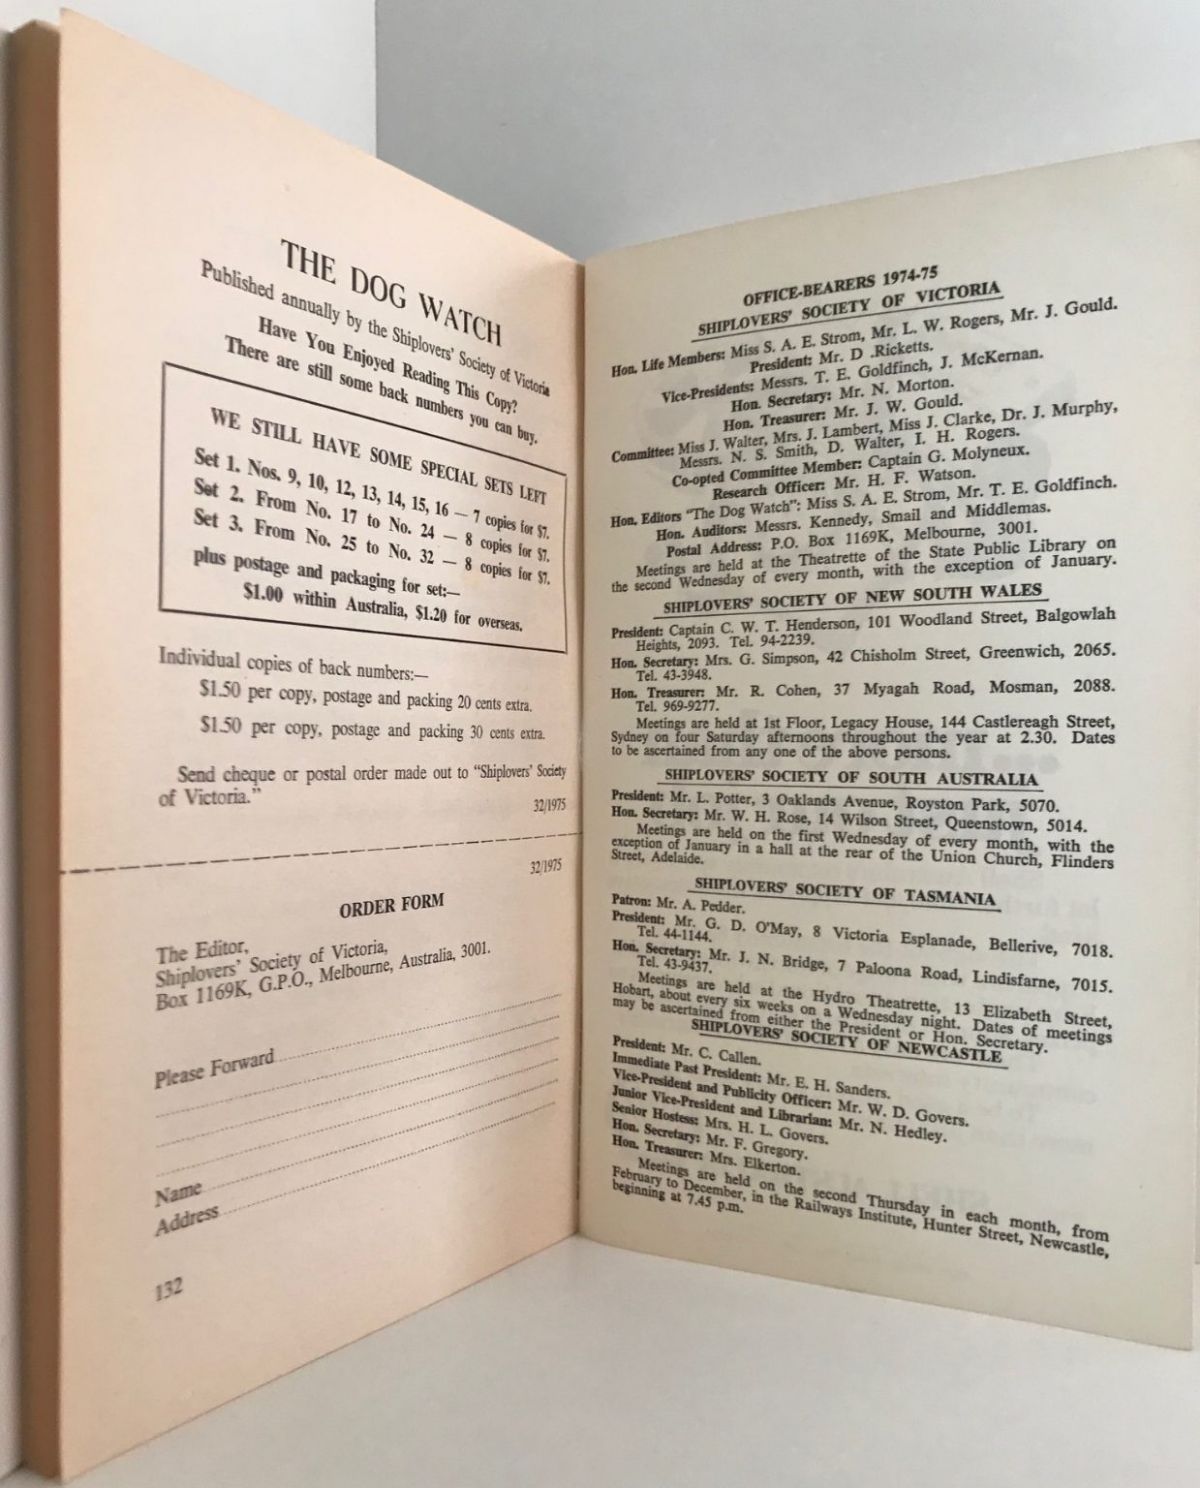 THE DOG WATCH
Published annually by the Shiplovers' Society of Victoria
Have You Enjoyed Reading This Copy?
There are still some back numbers you can buy.
WE STILL HAVE SOME SPECIAL SETS LEFT
Set 1. Nos. 9, 10, 12, 13, 14, 15, 16 — 7 copies for $7.
Set 2. From No. 17 to No. 24 — 8 copies for $7.
Set 3. From No. 25 to No. 32 — 8 copies for $7.
plus postage and packaging for set:—
$1.00 within Australia, $1.20 for overseas.
Individual copies of back numbers:—
$1.50 per copy, postage and packing 20 cents extra.
$1.50 per copy, postage and packing 30 cents extra.
Send cheque or postal order made out to "Shiplovers' Society
of Victoria."
32/1975
32/1975
ORDER FORM
The Editor,
Shiplovers' Society of Victoria,
Box 1169K, G.P.O., Melbourne, Australia, 3001.
Please Forward
Name
Address
132
OFFICE-BEARERS 1974-75
SHIPLOVERS' SOCIETY OF VICTORIA
Hon. Life Members: Miss S. A. E. Strom, Mr. L. W. Rogers, Mr. J. Gould.
President: Mr. D .Ricketts.
Vice-Presidents: Messrs. T. E. Goldfinch, J. McKernan.
Hon. Secretary: Mr. N. Morton.
Hon. Treasurer: Mr. J. W. Gould.
Committee: Miss J. Walter, Mrs. J. Lambert, Miss J. Clarke, Dr. J. Murphy,
Messrs. N. S. Smith, D. Walter, I. H. Rogers.
Co-opted Committee Member: Captain G. Molyneux.
Research Officer: Mr. H. F. Watson.
Hon. Editors "The Dog Watch": Miss S. A. E. Strom, Mr. T. E. Goldfinch.
Hon. Auditors: Messrs. Kennedy, Smail and Middlemas.
Postal Address: P.O. Box 1169K, Melbourne, 3001.
Meetings are held at the Theatrette of the State Public Library on
the second Wednesday of every month, with the exception of January.
SHIPLOVERS' SOCIETY OF NEW SOUTH WALES
President: Captain C. W. T. Henderson, 101 Woodland Street, Balgowlah
Heights, 2093. Tel. 94-2239.
Hon. Secretary: Mrs. G. Simpson, 42 Chisholm Street, Greenwich, 2065.
Tel. 43-3948.
Hon. Treasurer: Mr. R. Cohen, 37 Myagah Road, Mosman, 2088.
Tel. 969-9277.
Meetings are held at 1st Floor, Legacy House, 144 Castlereagh Street,
Sydney on four Saturday afternoons throughout the year at 2.30. Dates
to be ascertained from any one of the above persons.
SHIPLOVERS' SOCIETY OF SOUTH AUSTRALIA
President: Mr. L. Potter, 3 Oaklands Avenue, Royston Park, 5070.
Hon. Secretary: Mr. W. H. Rose, 14 Wilson Street, Queenstown, 5014.
Meetings are held on the first Wednesday of every month, with the
exception of January in a hall at the rear of the Union Church, Flinders
Street, Adelaide.
SHIPLOVERS' SOCIETY OF TASMANIA
Patron: Mr. A. Pedder.
President: Mr. G. D. O'May, 8 Victoria Esplanade, Bellerive, 7018.
Tel. 44-1144.
Hon. Secretary: Mr. J. N. Bridge, 7 Paloona Road, Lindisfarne, 7015.
Tel. 43-9437.
Meetings are held at the Hydro Theatrette, 13 Elizabeth Street,
Hobart, about every six weeks on a Wednesday night. Dates of meetings
may be ascertained from either the President or Hon. Secretary.
SHIPLOVERS' SOCIETY OF NEWCASTLE
President: Mr. C. Callen.
Immediate Past President: Mr. E. H. Sanders.
Vice-President and Publicity Officer: Mr. W. D. Govers.
Junior Vice-President and Librarian: Mr. N. Hedley.
Senior Hostess: Mrs. H. L. Govers.
Hon. Secretary: Mr. F. Gregory.
Hon. Treasurer: Mrs. Elkerton.
Meetings are held on the second Thursday in each month, from
February to December, in the Railways Institute, Hunter Street, Newcastle,
beginning at 7.45 p.m.